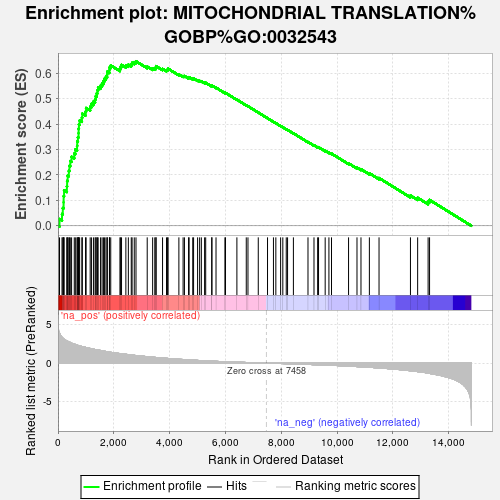 Enrichment plot: MITOCHONDRIAL TRANSLATION%
GOBP%GO:0032543
Enrichment score (ES)
0.6
0.5
0.4
0.3
0.2
0.1
0.0
Ranked list metric (PreRanked)
'na_pos' (positively correlated)
5
0
-5
Zero cross at 7458
'na_neg' (negatively correlated)
0
2,000
4,000
6,000
8,000
10,000
12,000
14,000
Rank in Ordered Dataset
Enrichment profile
Hits
Ranking metric scores